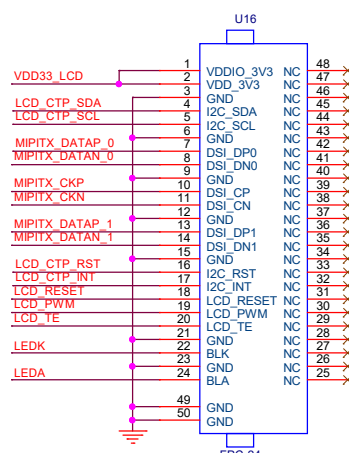 U16
VDD33_LCD 1 VDDIO_3V3 NC 48
2 VDD_3V3 NC 47
3 GND NC 46
LCD_CTP_SDA 4 I2C_SDA NC 45
LCD_CTP_SCL 5 I2C_SCL NC 44
6 GND NC 43
MIPITX_DATAP_0 7 DSI_DP0 NC 42
MIPITX_DATAN_0 8 DSI_DN0 NC 41
9 GND NC 40
MIPITX_CKP 10 DSI_CP NC 39
MIPITX_CKN 11 DSI_CN NC 38
12 GND NC 37
MIPITX_DATAP_1 13 DSI_DP1 NC 36
MIPITX_DATAN_1 14 DSI_DN1 NC 35
15 GND NC 34
LCD_CTP_RST 16 I2C_RST NC 33
LCD_CTP_INT 17 I2C_INT NC 32
LCD_RESET 18 LCD_RESET NC 31
LCD_PWM 19 LCD_PWM NC 30
LCD_TE 20 LCD_TE NC 29
21 GND NC 28
LEDK 22 BLK NC 27
23 GND NC 26
LEDA 24 BLA NC 25
49 GND
50 GND